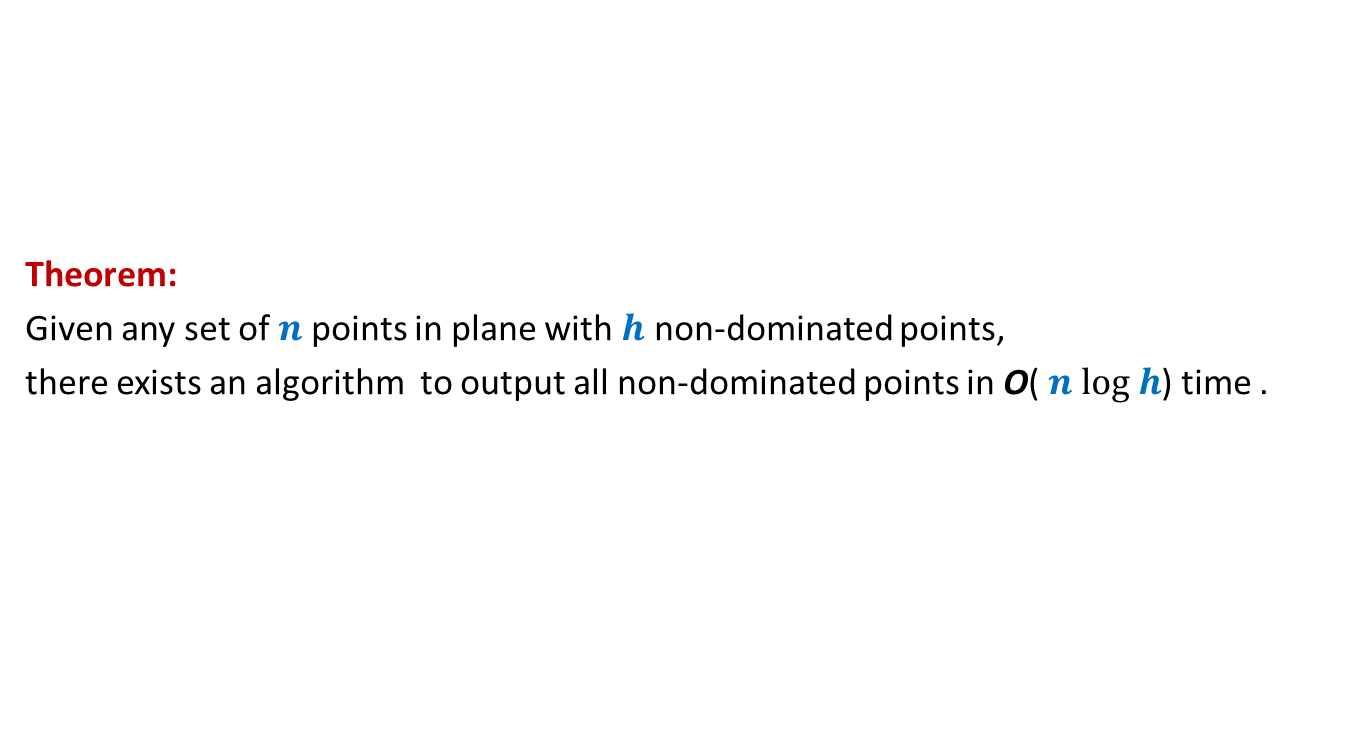 Theorem:
Given any set of n points in plane with h non-dominated points,
there exists an algorithm to output all non-dominated points in O( n log h) time .